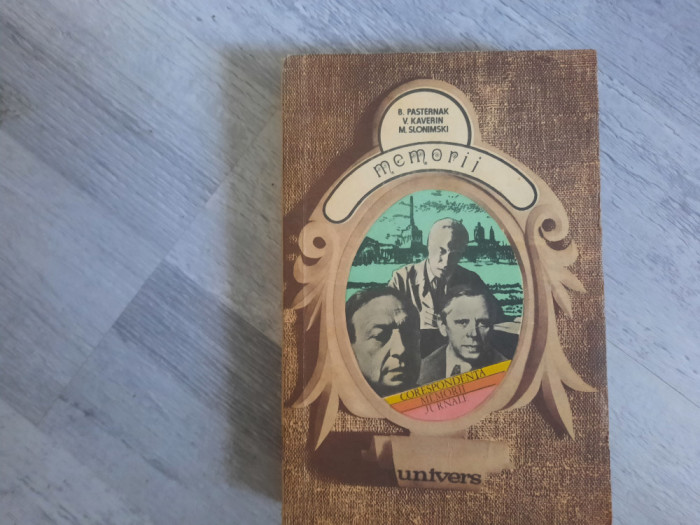 B. PASTERNAK
V. KAVERIN
M. SLONIMSKI
memorii
CORESPONDENȚĂ
MEMORII
JURNALE
univers